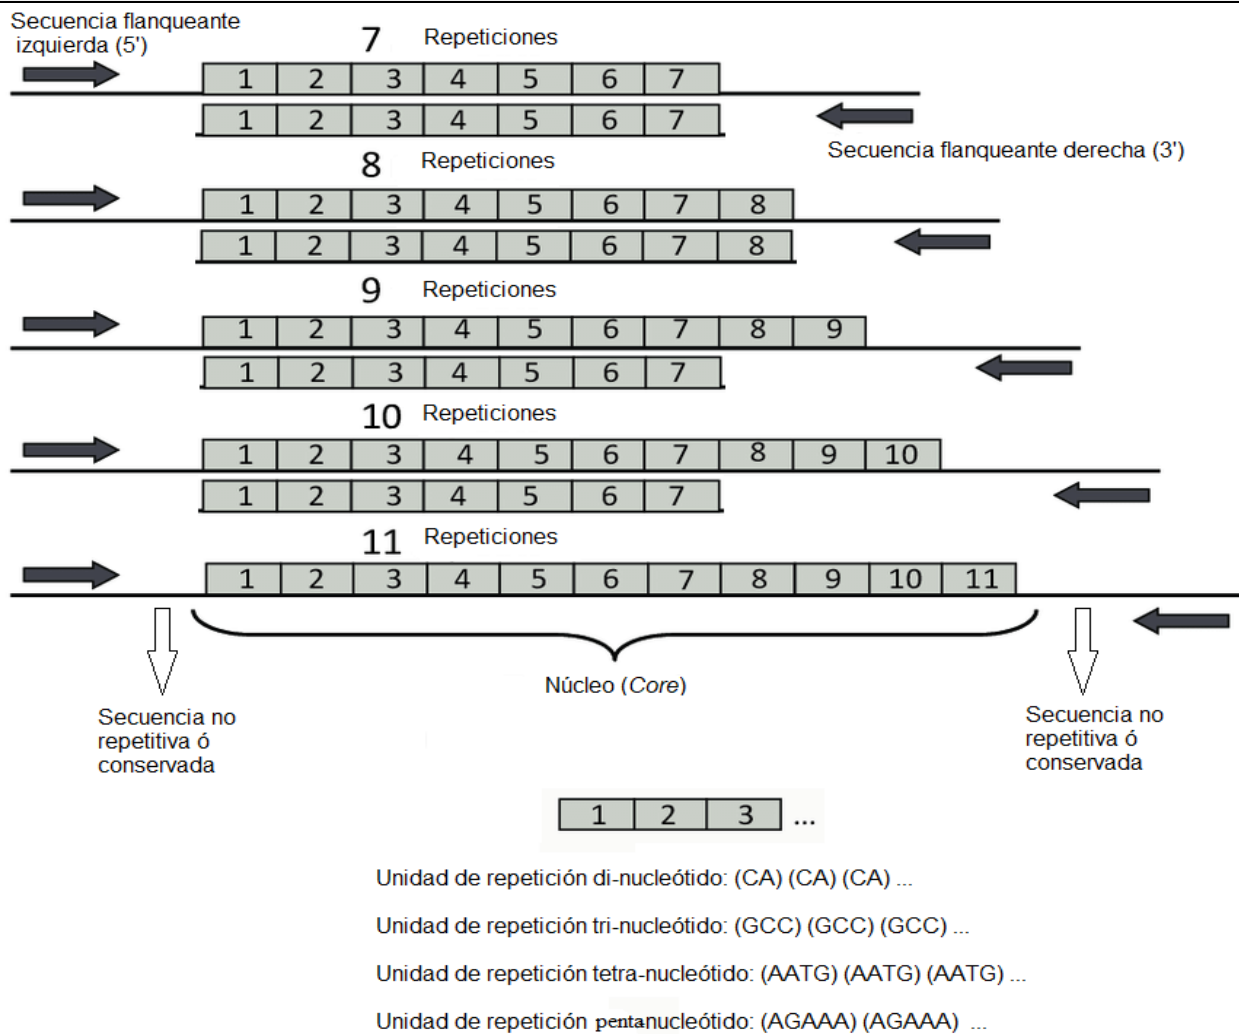 Secuencia flanqueante
izquierda (5')
7 Repeticiones
1 2 3 4 5 6 7
1 2 3 4 5 6 7
Secuencia flanqueante derecha (3')
8 Repeticiones
1 2 3 4 5 6 7 8
1 2 3 4 5 6 7 8
9 Repeticiones
1 2 3 4 5 6 7 8 9
1 2 3 4 5 6 7
10 Repeticiones
1 2 3 4 5 6 7 8 9 10
1 2 3 4 5 6 7
11 Repeticiones
1 2 3 4 5 6 7 8 9 10 11
Núcleo (Core)
Secuencia no
repetitiva ó
conservada
Secuencia no
repetitiva ó
conservada
1 2 3 ...
Unidad de repetición di-nucleótido: (CA) (CA) (CA) ...
Unidad de repetición tri-nucleótido: (GCC) (GCC) (GCC) ...
Unidad de repetición tetra-nucleótido: (AATG) (AATG) (AATG) ...
Unidad de repetición pentanucleótido: (AGAAA) (AGAAA) ...